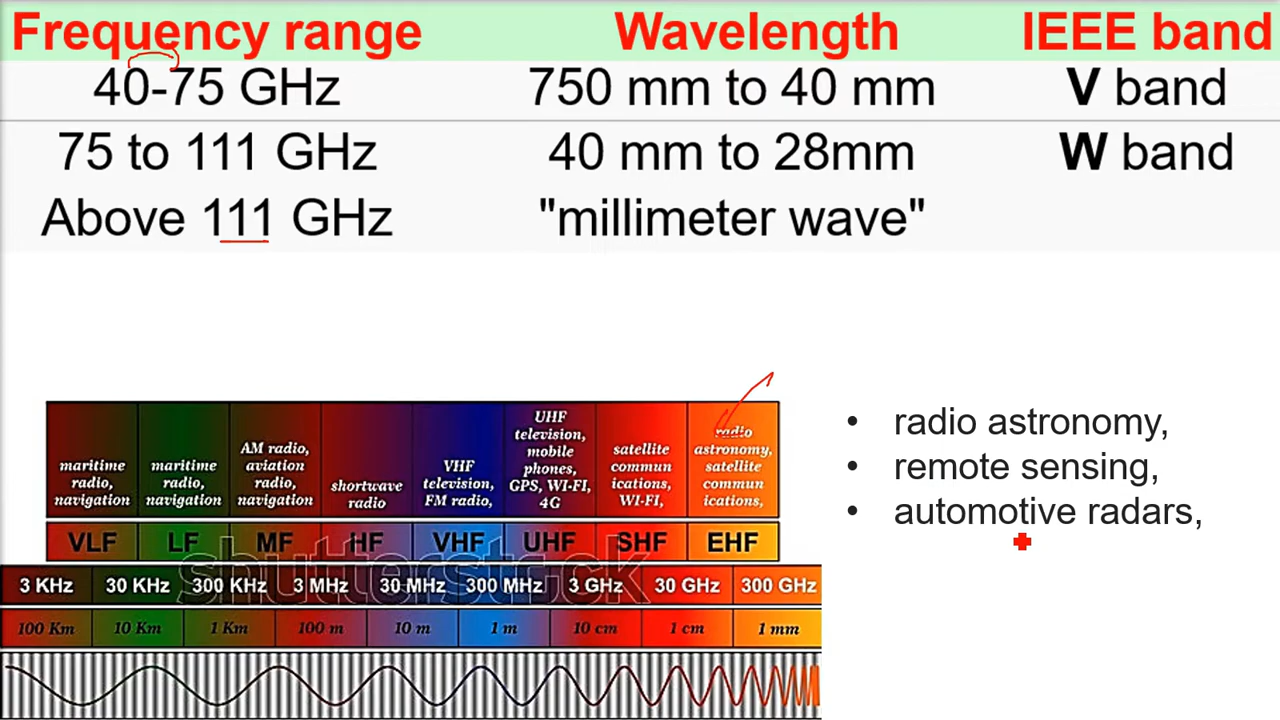 Frequency range Wavelength IEEE band
40-75 GHz 750 mm to 40 mm V band
75 to 111 GHz 40 mm to 28mm W band
Above 111 GHz "millimeter wave"
maritime
radio,
navigation
maritime
radio,
navigation
AM radio,
aviation
radio,
navigation
shortwave
radio
VHF
television,
FM radio,
UHF
television,
mobile
phones,
GPS, WI-FI,
4G
satellite
commun
ications,
WI-FI,
radio
astronomy,
satellite
commun
ications,
• radio astronomy,
• remote sensing,
• automotive radars,
VLF LF MF HF VHF UHF SHF EHF
shutterstock
3 KHz 30 KHz 300 KHz 3 MHz 30 MHz 300 MHz 3 GHz 30 GHz 300 GHz
100 Km 10 Km 1 Km 100 m 10 m 1 m 10 cm 1 cm 1 mm